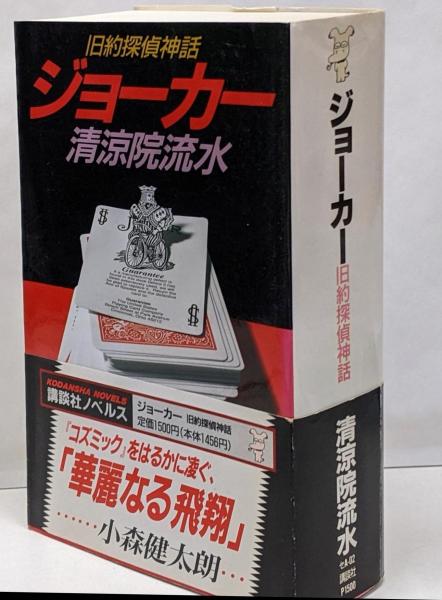 旧約探偵神話
ジョーカー
清涼院流水
Guarantee
KODANSHA NOVELS
講談社ノベルス
ジョーカー 旧約探偵神話
定価1500円(本体1456円)
『コズミック』をはるかに凌ぐ、
「華麗なる飛翔」
……小森健太朗…
ジョーカー 旧約探偵神話
清涼院流水
セA-02
講談社
P1500